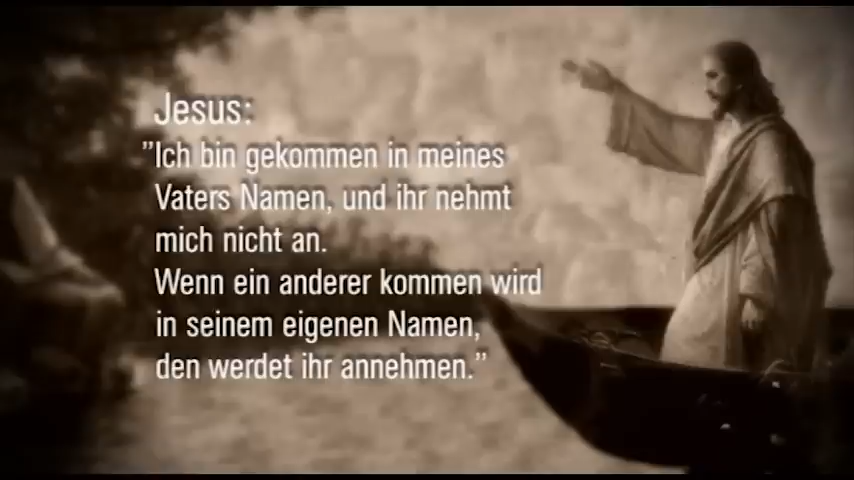 Jesus:
”Ich bin gekommen in meines
Vaters Namen, und ihr nehmt
mich nicht an.
Wenn ein anderer kommen wird
in seinem eigenen Namen,
den werdet ihr annehmen.”